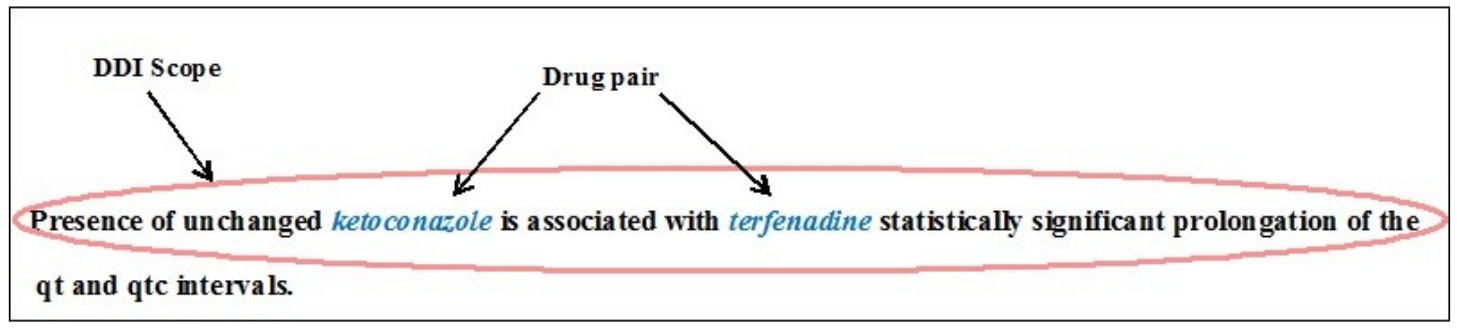 DDI Scope
Drug pair
Presence of unchanged ketoconazole is associated with terfenadine statistically significant prolongation of the
qt and qtc intervals.